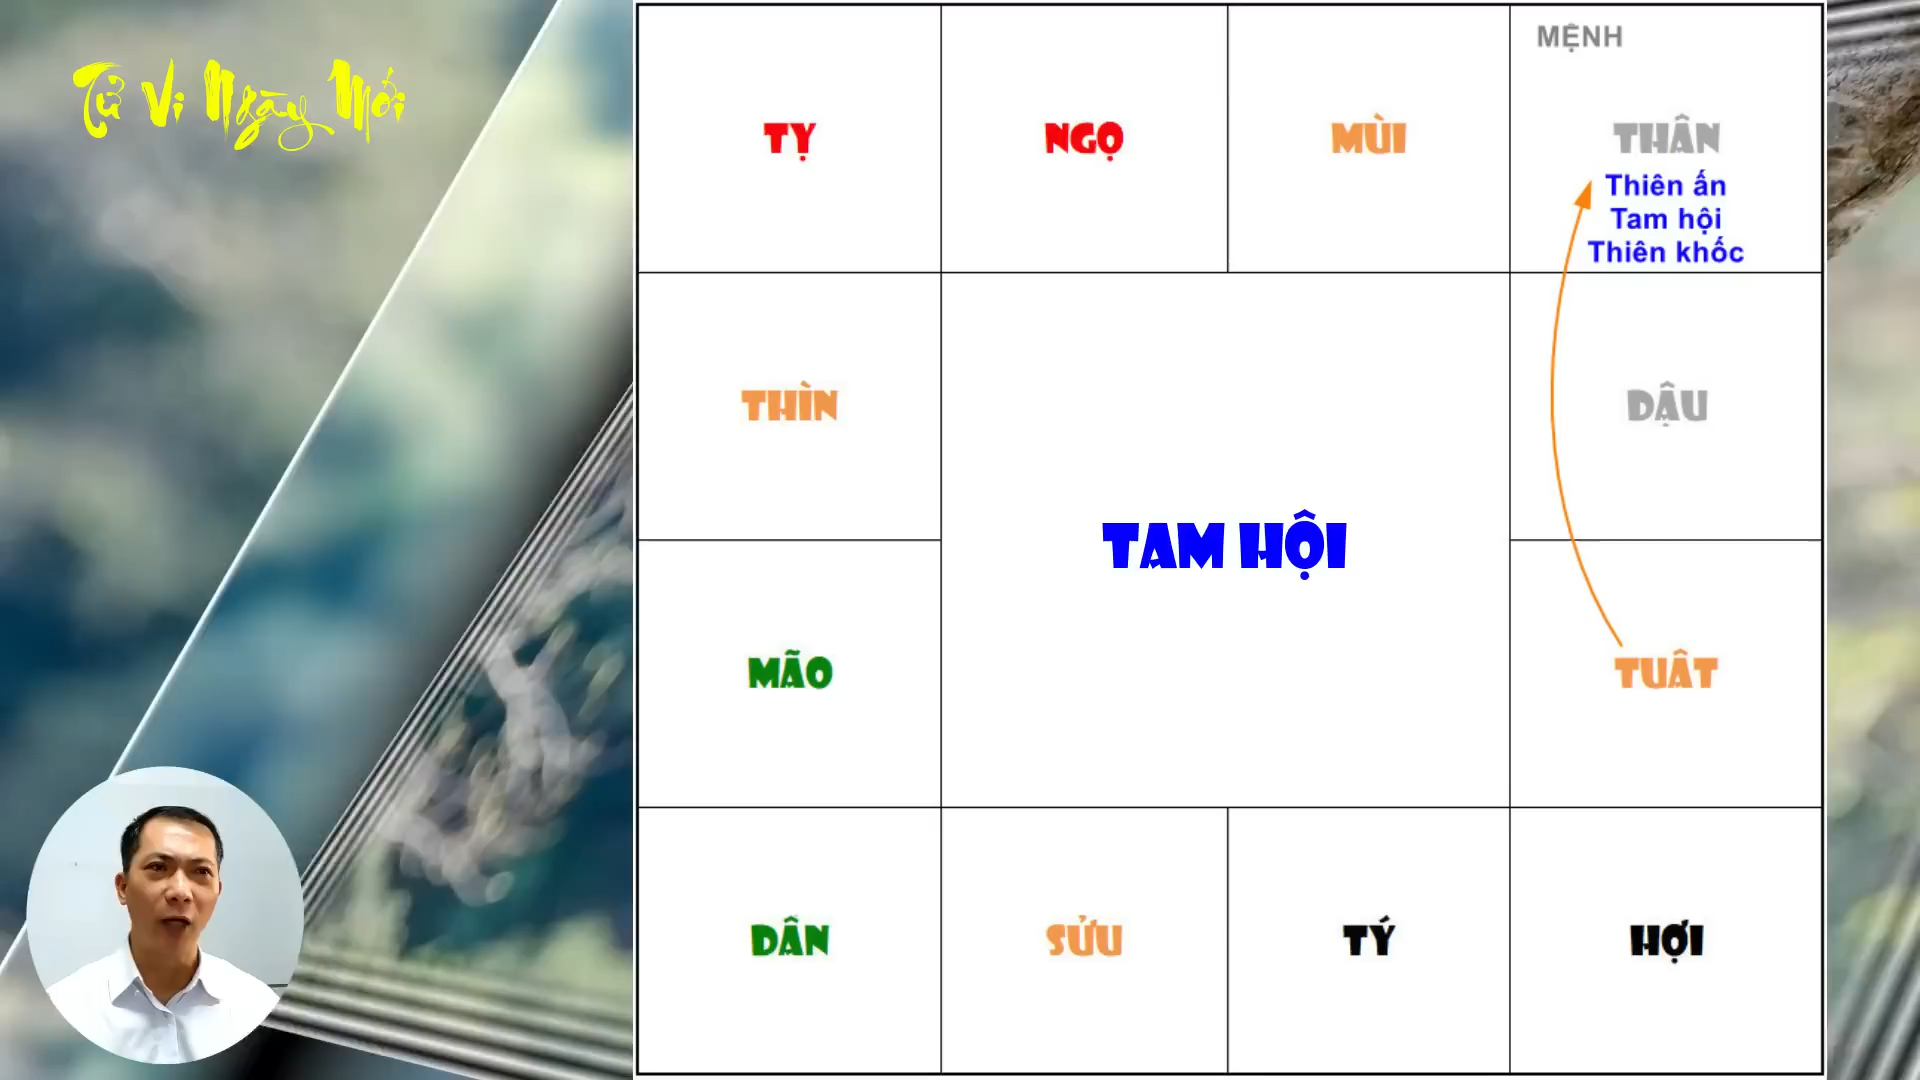 Tử Vi Ngày Mới
MỆNH
TỴ
NGỌ
MÙI
THÂN
Thiên ấn
Tam hội
Thiên khốc
THÌN
DẬU
TAM HỘI
MÃO
TUẤT
DẦN
SỬU
TÝ
HỢI